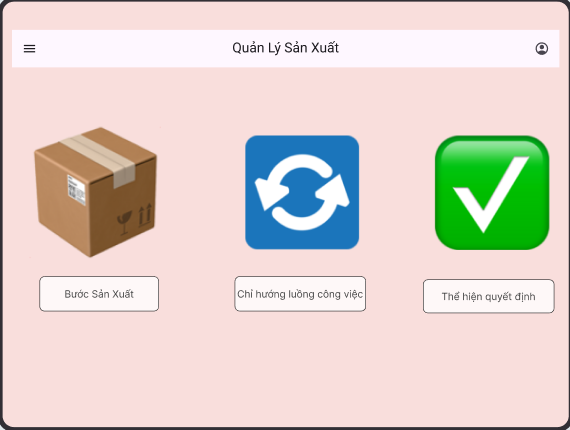 Quản Lý Sản Xuất
Bước Sản Xuất
Chỉ hướng luồng công việc
Thể hiện quyết định